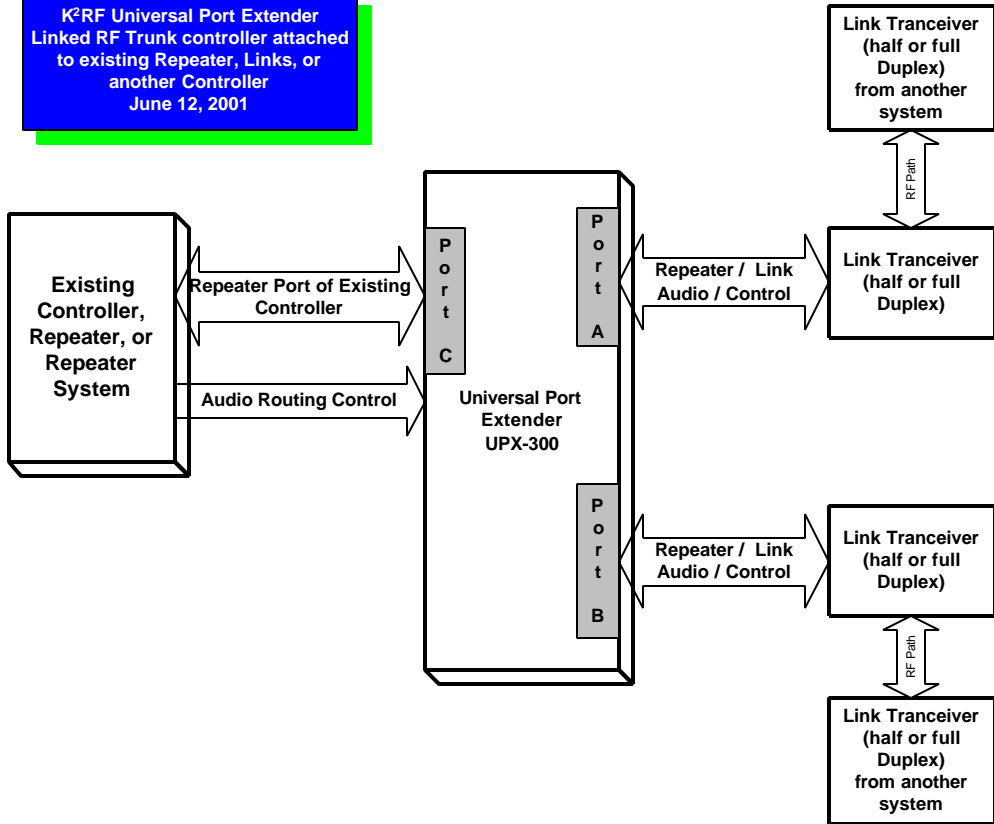 K²RF Universal Port Extender
Linked RF Trunk controller attached
to existing Repeater, Links, or
another Controller
June 12, 2001
Link Tranceiver
(half or full
Duplex)
from another
system
RF Path
Existing
Controller,
Repeater, or
Repeater
System
Repeater Port of Existing
Controller
Audio Routing Control
Port C
Universal Port
Extender
UPX-300
Port A
Repeater / Link
Audio / Control
Link Tranceiver
(half or full
Duplex)
Port B
Repeater / Link
Audio / Control
Link Tranceiver
(half or full
Duplex)
RF Path
Link Tranceiver
(half or full
Duplex)
from another
system